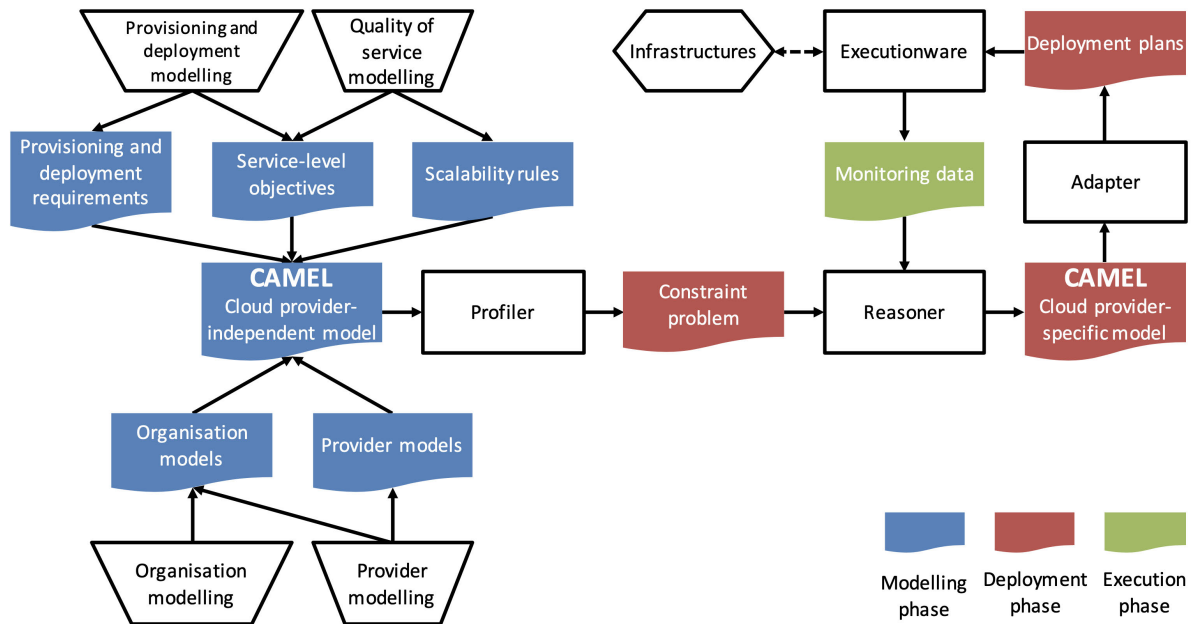 Provisioning and
deployment
modelling
Quality of
service
modelling
Infrastructures
Executionware
Deployment plans
Provisioning and
deployment
requirements
Service-level
objectives
Scalability rules
Monitoring data
Adapter
CAMEL
Cloud provider-
independent model
Profiler
Constraint
problem
Reasoner
CAMEL
Cloud provider-
specific model
Organisation
models
Provider models
Organisation
modelling
Provider
modelling
Modelling
phase
Deployment
phase
Execution
phase